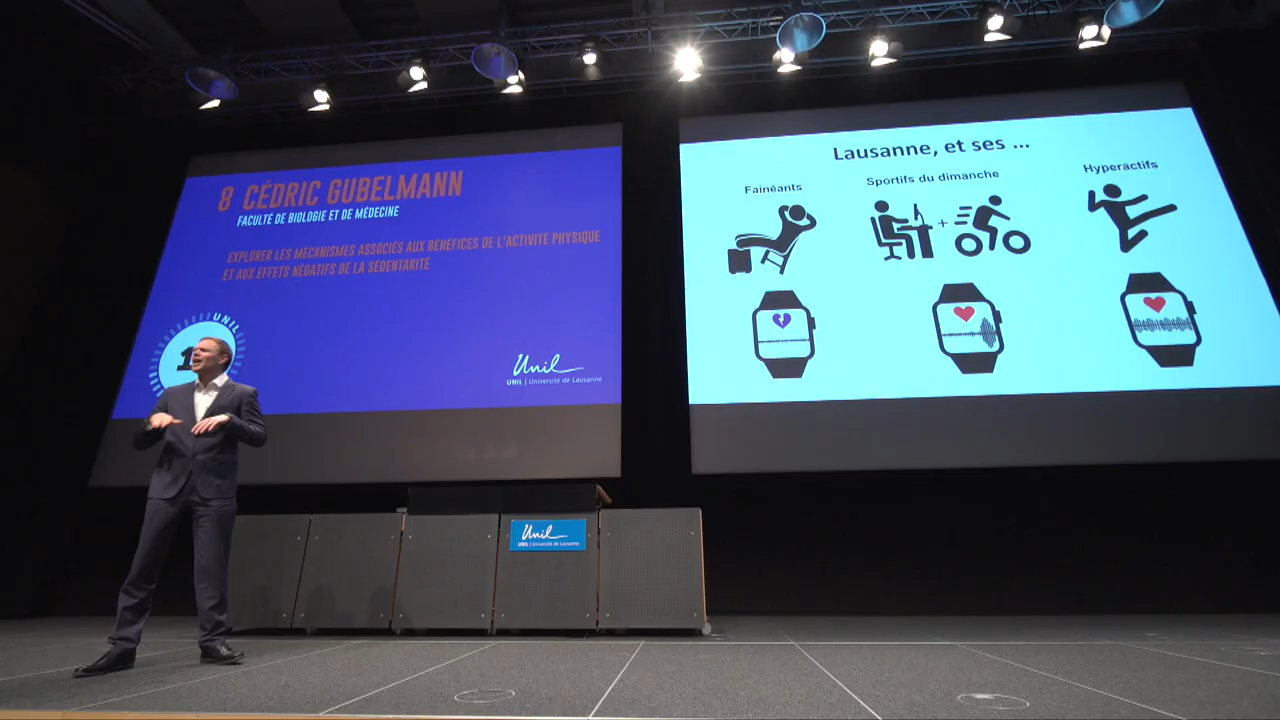 8 CÉDRIC GUBELMANN
FACULTÉ DE BIOLOGIE ET DE MÉDECINE
EXPLORER LES MÉCANISMES ASSOCIÉS AUX BÉNÉFICES DE L'ACTIVITÉ PHYSIQUE
ET AUX EFFETS NÉGATIFS DE LA SÉDENTARITÉ
UNIL
1
Unil
UNIL | Université de Lausanne
Lausanne, et ses ...
Fainéants
Sportifs du dimanche
Hyperactifs
+
Unil
UNIL | Université de Lausanne